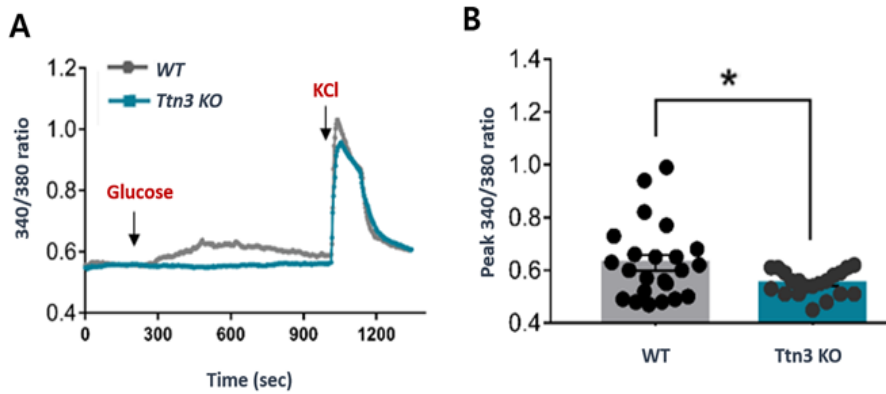 A
340/380 ratio
1.2
1.0
0.8
0.6
0.4
WT
Ttn3 KO
Glucose
KCl
0
300
600
900
1200
Time (sec)
B
Peak 340/380 ratio
1.4
1.2
1.0
0.8
0.6
0.4
*
WT
Ttn3 KO